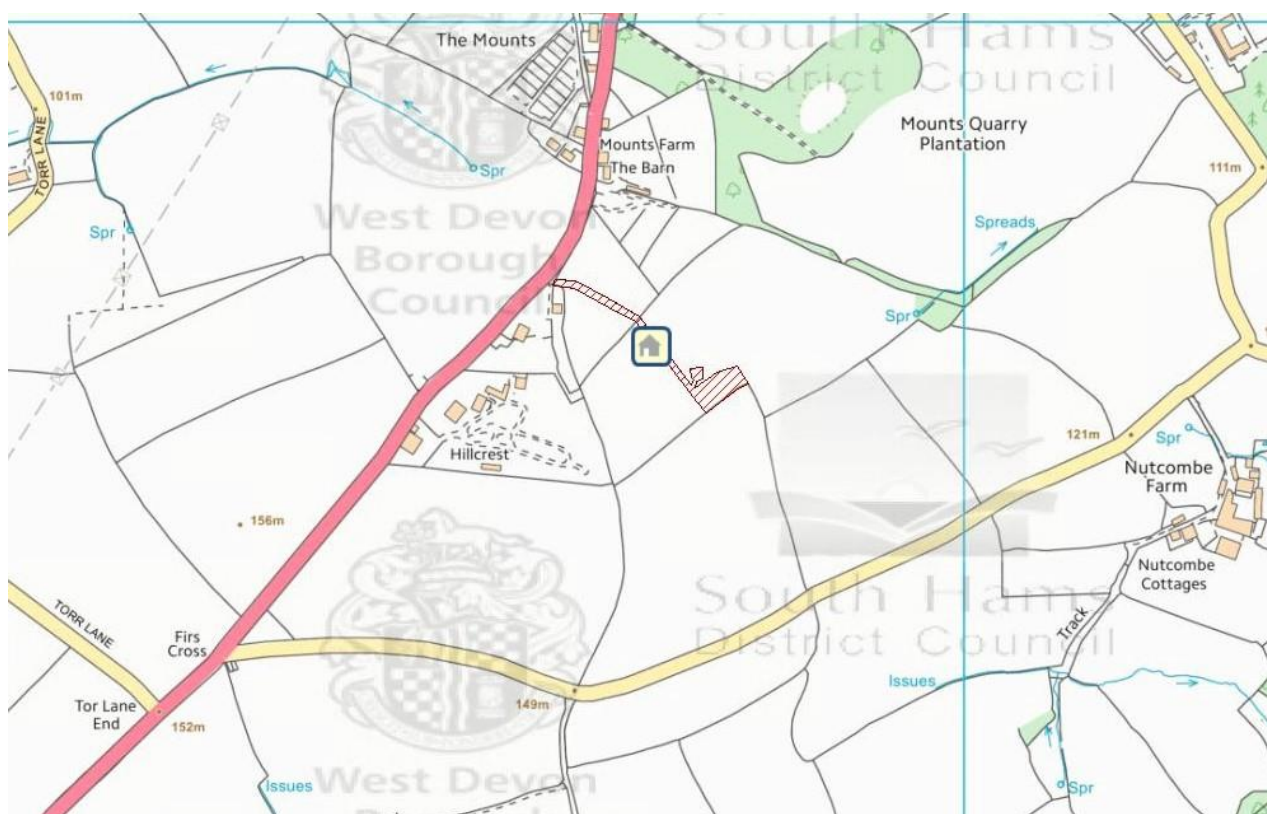 The Mounts
South Hams
District Council
101m
TORR LANE
Spr
Mounts Farm
The Barn
Mounts Quarry
Plantation
111m
West Devon
Borough
Council
Spr
Spreads
Spr
Hillcrest
121m
Spr
Nutcombe
Farm
156m
Nutcombe
Cottages
TORR LANE
Firs
Cross
South Hams
District Council
Track
Issues
Tor Lane
End
152m
149m
Issues
West Devon
Spr